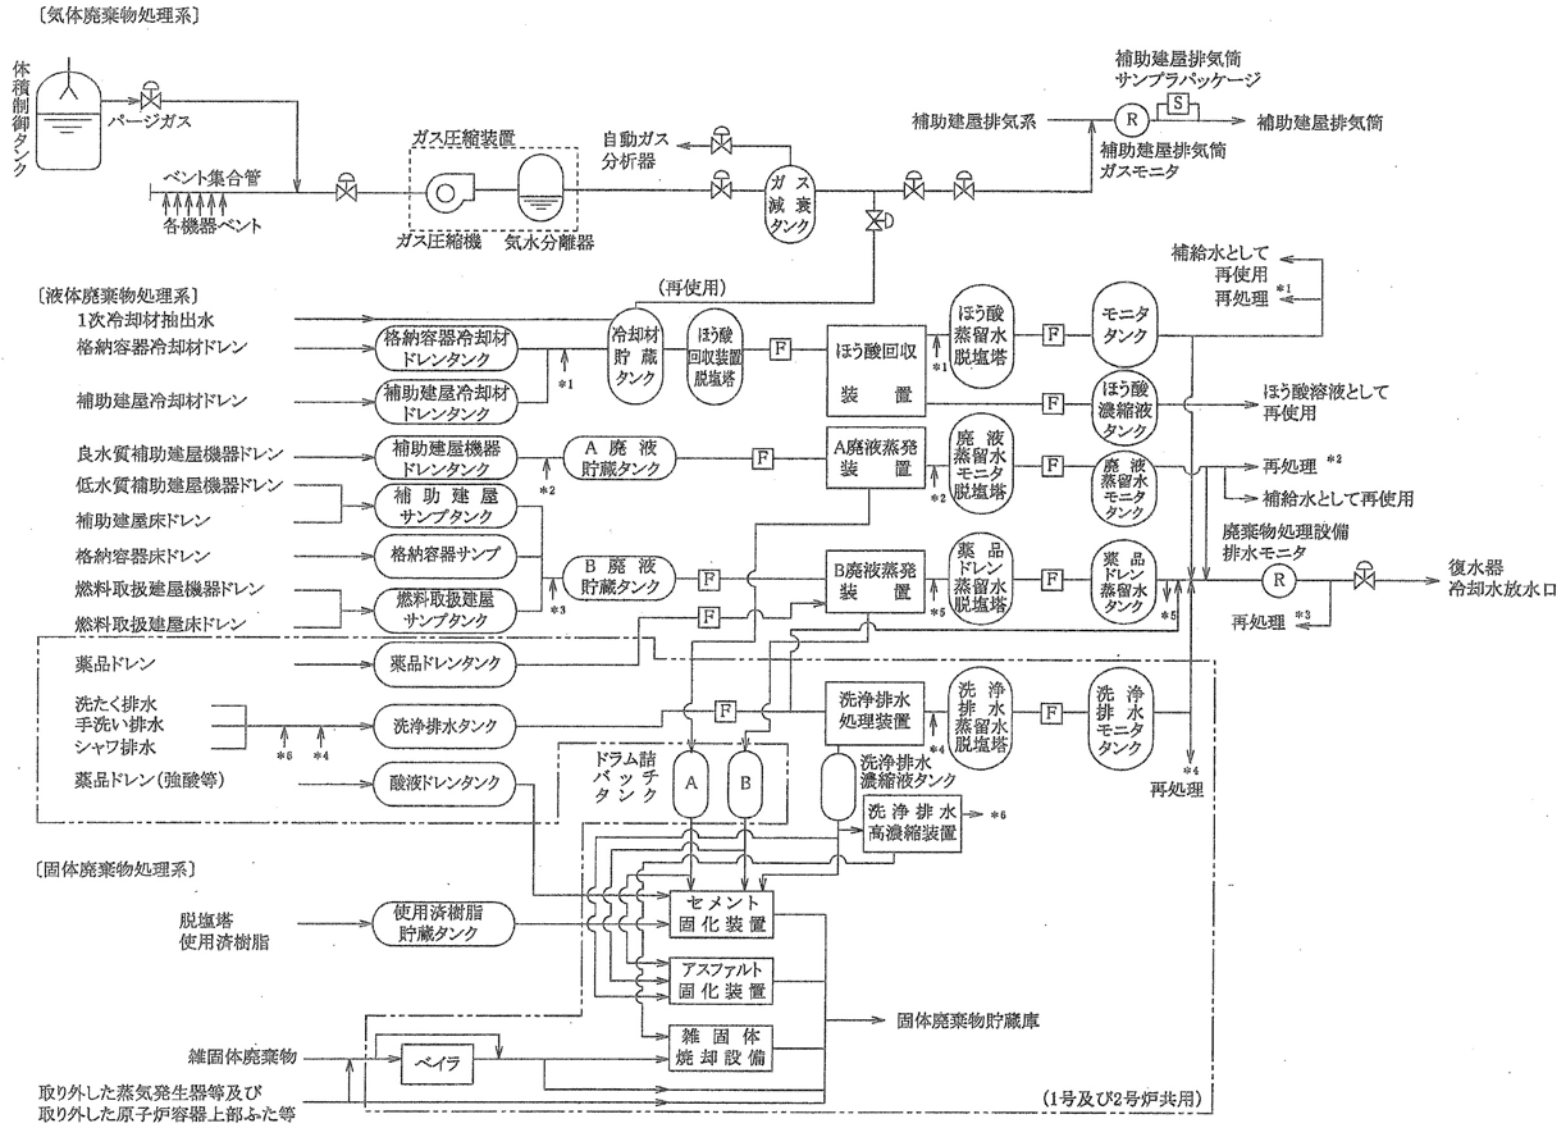 〔気体廃棄物処理系〕
体積制御タンク
パージガス
ベント集合管
各機器ベント
ガス圧縮装置
ガス圧縮機
気水分離器
自動ガス
分析器
ガス
減衰
タンク
補助建屋排気系
補助建屋排気筒
サンプラパッケージ
S
R
補助建屋排気筒
補助建屋排気筒
ガスモニタ
〔液体廃棄物処理系〕
(再使用)
1次冷却材抽出水
格納容器冷却材ドレン
格納容器冷却材
ドレンタンク
*1
冷却材
貯蔵
タンク
ほう酸
回収装置
脱塩塔
F
ほう酸回収
装置
*1
ほう酸
蒸留水
脱塩塔
F
モニタ
タンク
補給水として
再使用
再処理 *1
補助建屋冷却材ドレン
補助建屋冷却材
ドレンタンク
F
ほう酸
濃縮液
タンク
ほう酸溶液として
再使用
良水質補助建屋機器ドレン
補助建屋機器
ドレンタンク
*2
A廃液
貯蔵タンク
F
A廃液蒸発
装置
*2
廃液
蒸留水
モニタ
脱塩塔
F
廃液
蒸留水
モニタ
タンク
再処理 *2
補給水として再使用
低水質補助建屋機器ドレン
補助建屋床ドレン
補助建屋
サンプタンク
格納容器床ドレン
格納容器サンプ
*3
B廃液
貯蔵タンク
F
F
B廃液蒸発
装置
*5
薬品
ドレン
蒸留水
脱塩塔
F
薬品
ドレン
蒸留水
タンク
*5
廃棄物処理設備
排水モニタ
R
復水器
冷却水放水口
再処理 *3
燃料取扱建屋機器ドレン
燃料取扱建屋床ドレン
燃料取扱建屋
サンプタンク
薬品ドレン
薬品ドレンタンク
洗たく排水
手洗い排水
シャワ排水
*6
*4
洗浄排水タンク
F
洗浄排水
処理装置
*4
洗浄
排水
蒸留水
脱塩塔
F
洗浄
排水
モニタ
タンク
*4
再処理
薬品ドレン(強酸等)
酸液ドレンタンク
ドラム詰
バッチ
タンク
A
B
洗浄排水
濃縮液タンク
洗浄排水
高濃縮装置
*6
〔固体廃棄物処理系〕
脱塩塔
使用済樹脂
使用済樹脂
貯蔵タンク
セメント
固化装置
アスファルト
固化装置
雑固体
焼却設備
固体廃棄物貯蔵庫
雑固体廃棄物
ベイラ
取り外した蒸気発生器等及び
取り外した原子炉容器上部ふた等
(1号及び2号炉共用)